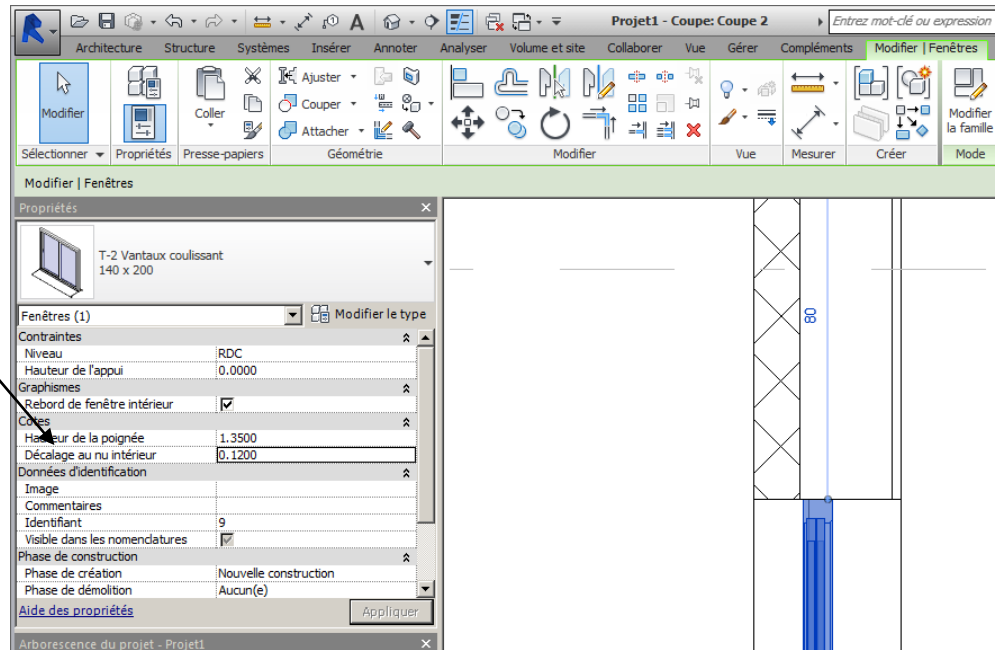 Projet1 - Coupe: Coupe 2
Entrez mot-clé ou expression
Architecture Structure Systèmes Insérer Annoter Analyser Volume et site Collaborer Vue Gérer Compléments Modifier | Fenêtres
Modifier
Coller
Ajuster
Couper
Attacher
Modifier
la famille
Sélectionner Propriétés Presse-papiers Géométrie Modifier Vue Mesurer Créer Mode
Modifier | Fenêtres
Propriétés
T-2 Vantaux coulissant
140 x 200
Fenêtres (1) Modifier le type
Contraintes
Niveau RDC
Hauteur de l'appui 0.0000
Graphismes
Rebord de fenêtre intérieur
Cotes
Hauteur de la poignée 1.3500
Décalage au nu intérieur 0.1200
Données d'identification
Image
Commentaires
Identifiant 9
Visible dans les nomenclatures
Phase de construction
Phase de création Nouvelle construction
Phase de démolition Aucun(e)
Aide des propriétés Appliquer
Arborescence du projet - Projet1
80